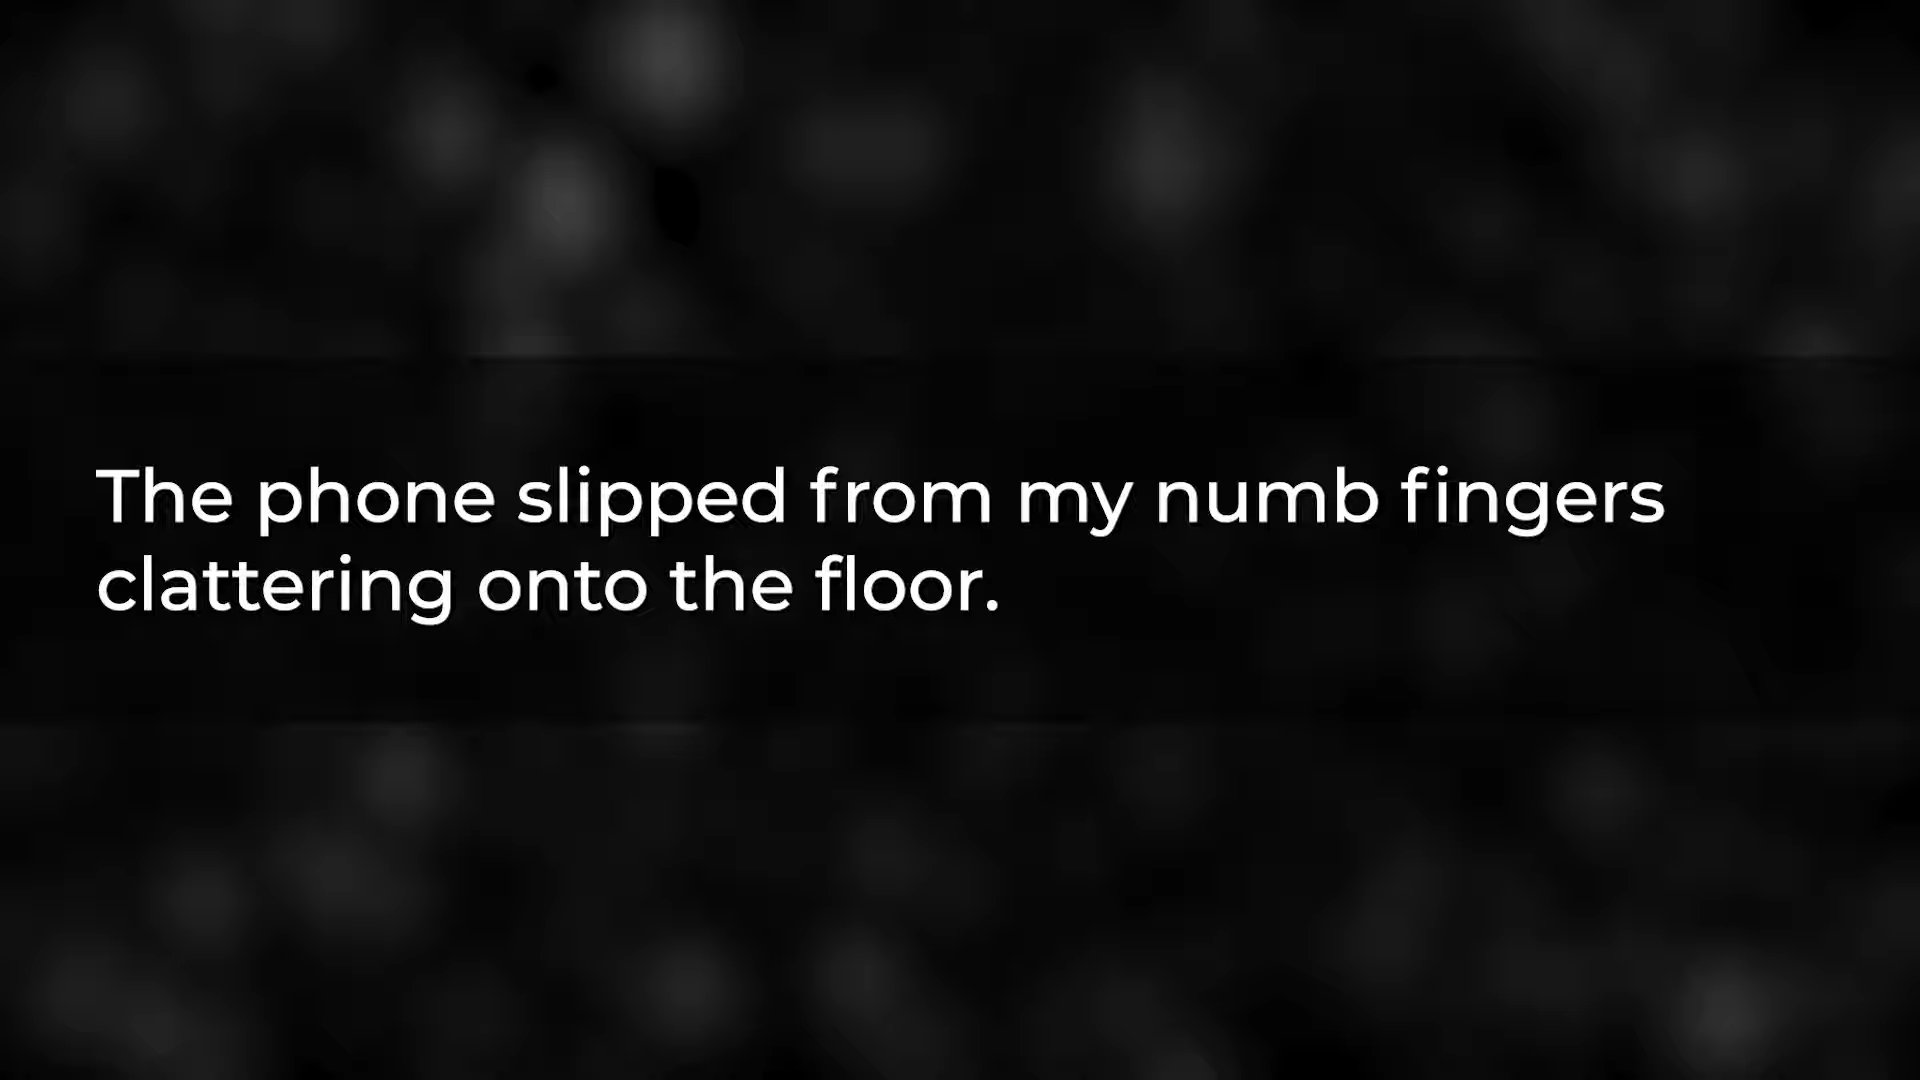 The phone slipped from my numb fingers
clattering onto the floor.